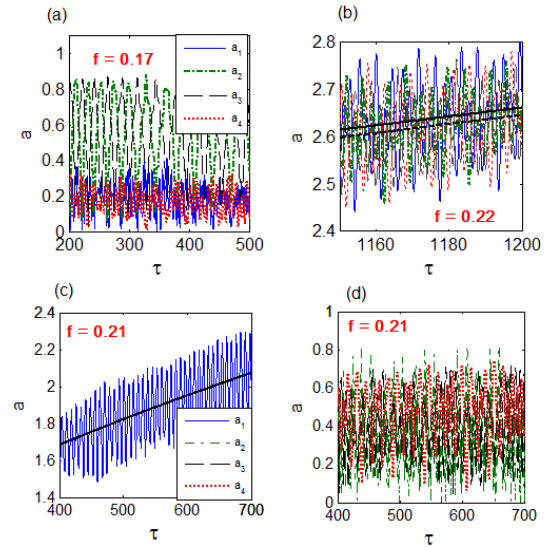 (a)
f = 0.17
a₁
a₂
a₃
a₄
1
0.8
0.6
0.4
0.2
0
a
200 300 400 500
τ
(b)
2.8
2.7
2.6
2.5
2.4
a
f = 0.22
1160 1180 1200
τ
(c)
f = 0.21
2.4
2.2
2
1.8
1.6
1.4
a
a₁
a₂
a₃
a₄
400 500 600 700
τ
(d)
f = 0.21
1
0.8
0.6
0.4
0.2
0
a
400 500 600 700
τ